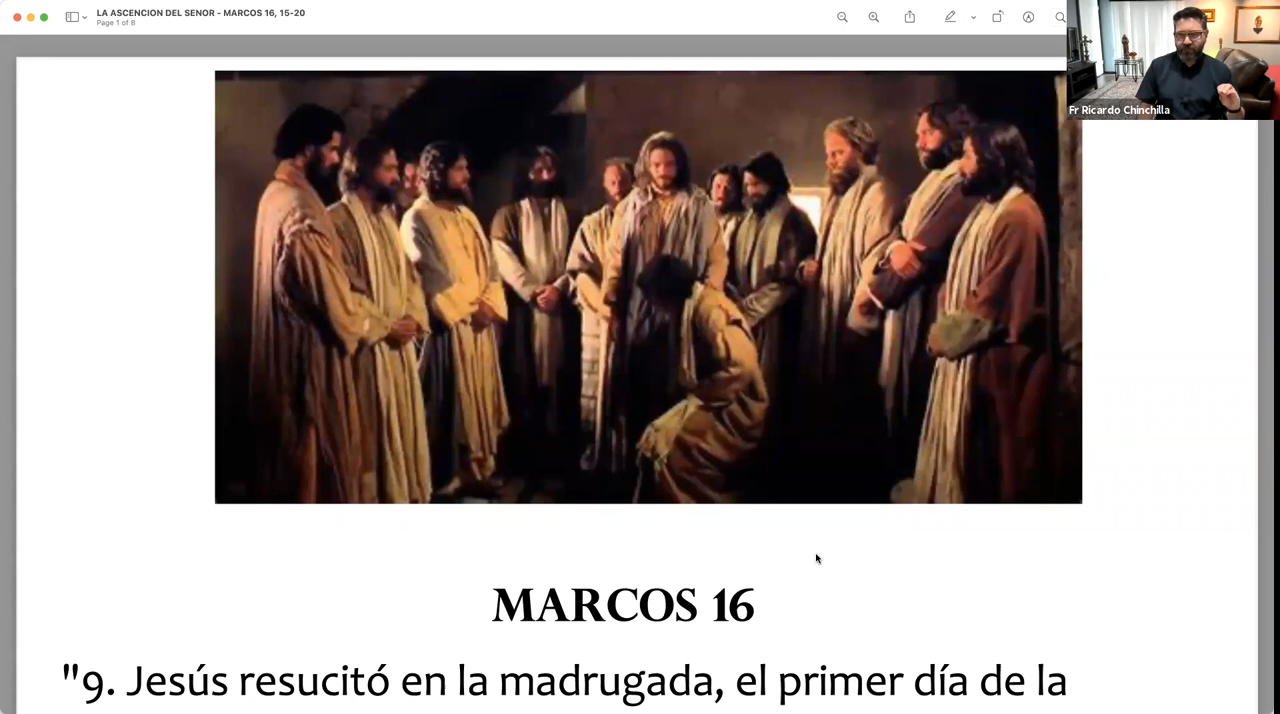 LA ASCENCION DEL SENOR - MARCOS 16, 15-20
Page 1 of 8
Fr Ricardo Chinchilla
MARCOS 16
"9. Jesús resucitó en la madrugada, el primer día de la